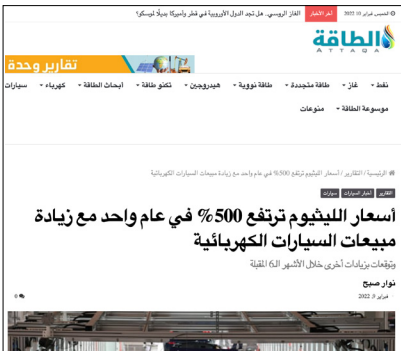 الخميس, فبراير 10 2022
أخر الأخبار
الغاز الروسي.. هل تجد الدول الأوروبية في قطر وأميركا بديلًا لموسكو؟
الطاقة
ATTAQA
تقارير وحدة
نفط غاز طاقة متجددة طاقة نووية هيدروجين تكنو طاقة أبحاث الطاقة كهرباء سيارات
موسوعة الطاقة منوعات
الرئيسية / التقارير / أسعار الليثيوم ترتفع 500% في عام واحد مع زيادة مبيعات السيارات الكهربائية
التقارير أخبار السيارات سيارات
أسعار الليثيوم ترتفع 500% في عام واحد مع زيادة
مبيعات السيارات الكهربائية
وتوقعات بزيادات أخرى خلال الأشهر الـ6 المقبلة
نوار صبح
فبراير 9, 2022
0